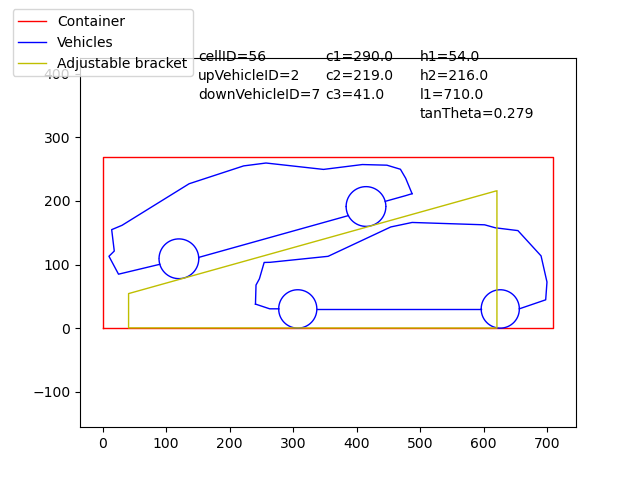 Container
Vehicles
Adjustable bracket
cellID=56 c1=290.0 h1=54.0
upVehicleID=2 c2=219.0 h2=216.0
downVehicleID=7 c3=41.0 l1=710.0
tanTheta=0.279
400
300
200
100
0
−100
0 100 200 300 400 500 600 700